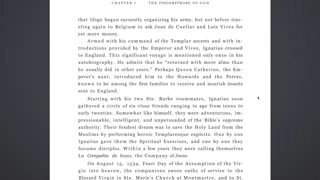 CHAPTER 7 THE FINGERSTROKE OF GOD
that Iñigo began earnestly organizing his army, but not before trav-
eling again to Belgium to ask Juan de Cuellar and Luis Vives for
yet more money.
Armed with his command of the Templar secrets and with in-
troductions provided by the Emperor and Vives, Ignatius crossed
to England. This significant voyage is mentioned only once in his
autobiography. He admits that he "returned with more alms than
he usually did in other years." Perhaps Queen Catherine, the Em-
peror's aunt, introduced him to the Howards and the Petres,
known to be among the first families to receive and nourish Jesuits
sent to England.
Starting with his two Ste. Barbe roommates, Ignatius soon
gathered a circle of six close friends ranging in age from teens to
early twenties. Somewhat like himself, they were adventurous, im-
pressionable, intelligent, and unpersuaded of the Bible's supreme
authority. Their fondest dream was to save the Holy Land from the
Muslims by performing heroic Templaresque exploits. One by one
Ignatius gave them the Spiritual Exercises, and one by one they
became disciples. Within a few years they were calling themselves
La Compañía de Jesus, the Company of Jesus.
On August 15, 1534, Feast Day of the Assumption of the Vir-
gin into heaven, the companions swore oaths of service to the
Blessed Virgin in Ste. Marie's Church at Montmartre, and to St.